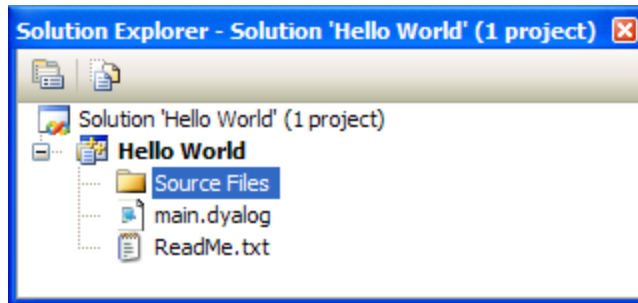 Solution Explorer - Solution 'Hello World' (1 project)
Solution 'Hello World' (1 project)
Hello World
Source Files
main.dyalog
ReadMe.txt